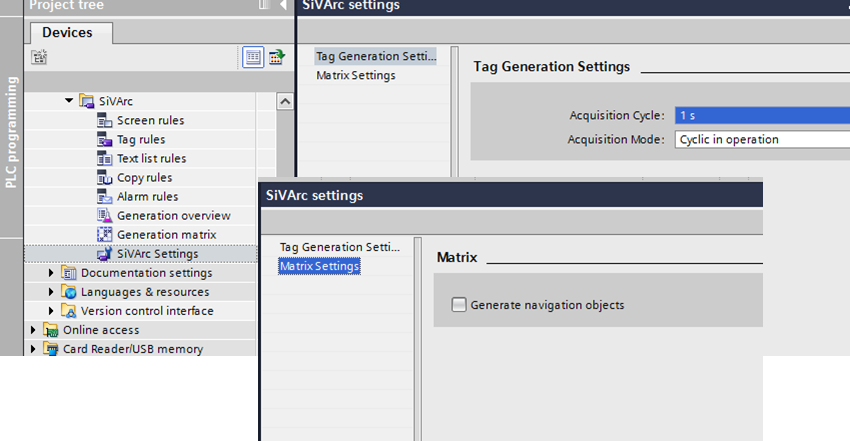 Project tree
Devices
PLC programming
SiVArc
Screen rules
Tag rules
Text list rules
Copy rules
Alarm rules
Generation overview
Generation matrix
SiVArc Settings
Documentation settings
Languages & resources
Version control interface
Online access
Card Reader/USB memory
SiVArc settings
Tag Generation Setti...
Matrix Settings
Tag Generation Settings
Acquisition Cycle: 1 s
Acquisition Mode: Cyclic in operation
SiVArc settings
Tag Generation Setti...
Matrix Settings
Matrix
Generate navigation objects